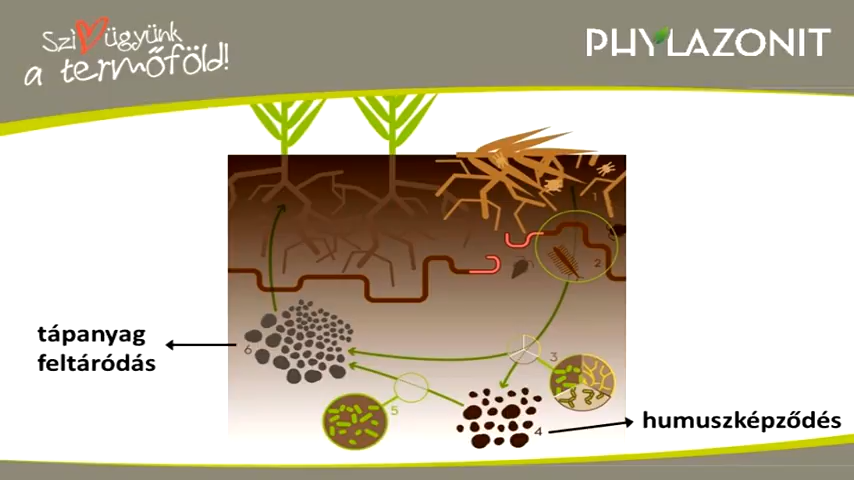 Szívügyünk
a termőföld!
PHYLAZONIT
1
2
tápanyag
feltáródás
6
3
5
4
humuszképződés